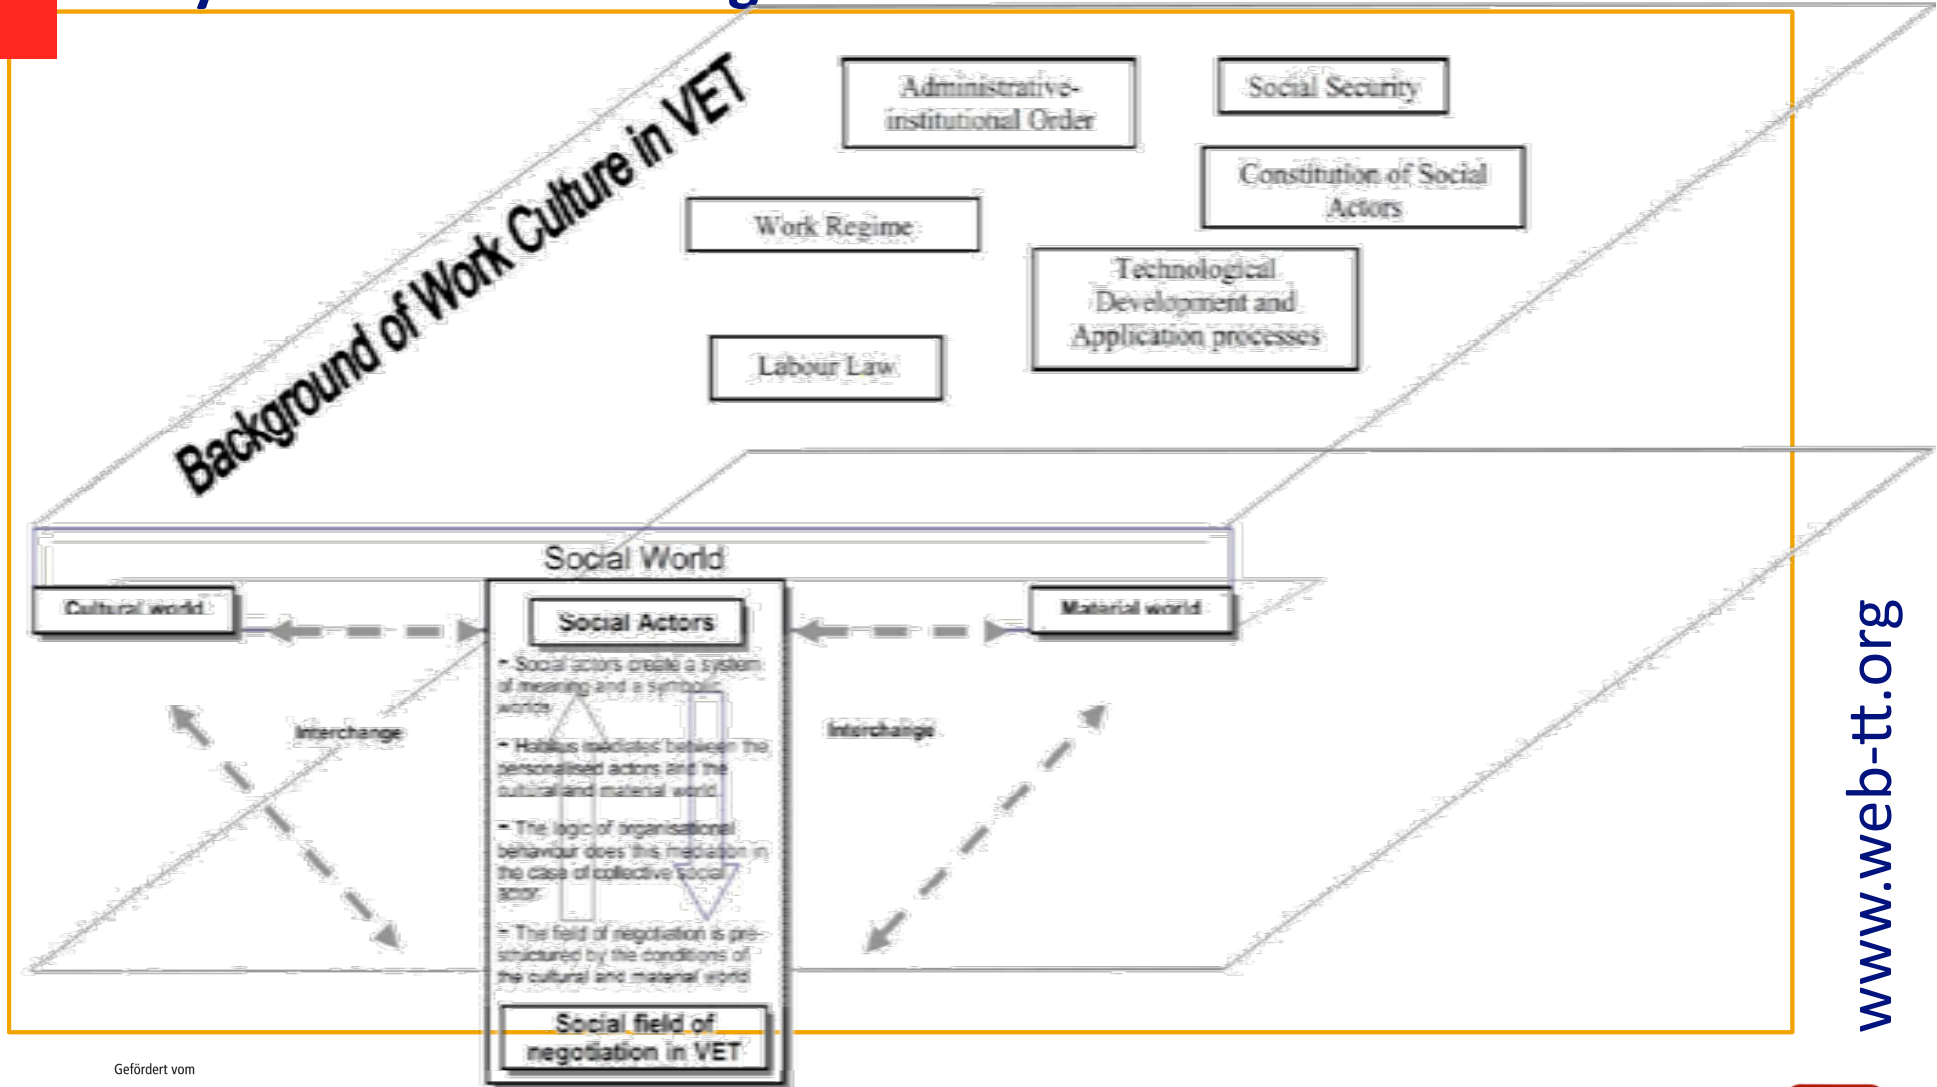 Background of Work Culture in VET
Administrative-
institutional Order
Social Security
Constitution of Social
Actors
Work Regime
Technological
Development and
Application processes
Labour Law
Social World
Cultural world
Social Actors
Material world
- Social actors create a system
of meaning and a symbolic
worlds
Interchange
Interchange
- Habitus mediates between the
personalised actors and the
cultural and material world.
- The logic of organisational
behaviour does this mediation in
the case of collective social
actor.
- The field of negotiation is pre-
structured by the conditions of
the cultural and material world
Social field of
negotiation in VET
www.web-tt.org
Gefördert vom